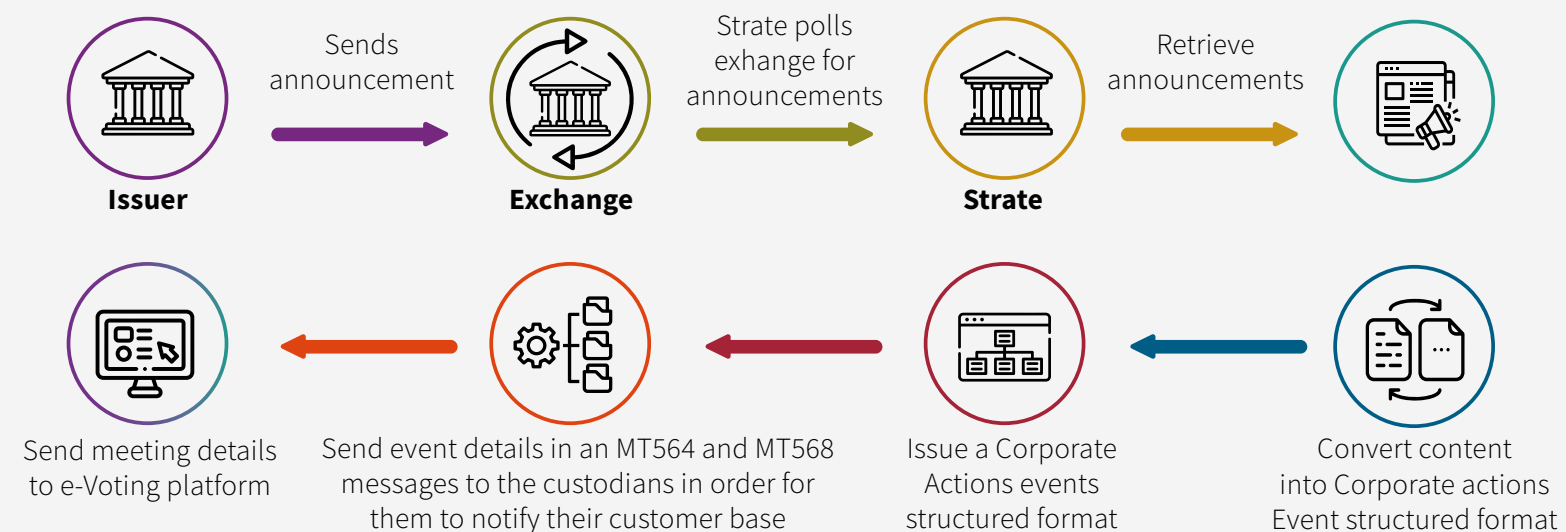 Sends
announcement
Strate polls
exhange for
announcements
Retrieve
announcements
Issuer
Exchange
Strate
Send meeting details
to e-Voting platform
Send event details in an MT564 and MT568
messages to the custodians in order for
them to notify their customer base
Issue a Corporate
Actions events
structured format
Convert content
into Corporate actions
Event structured format